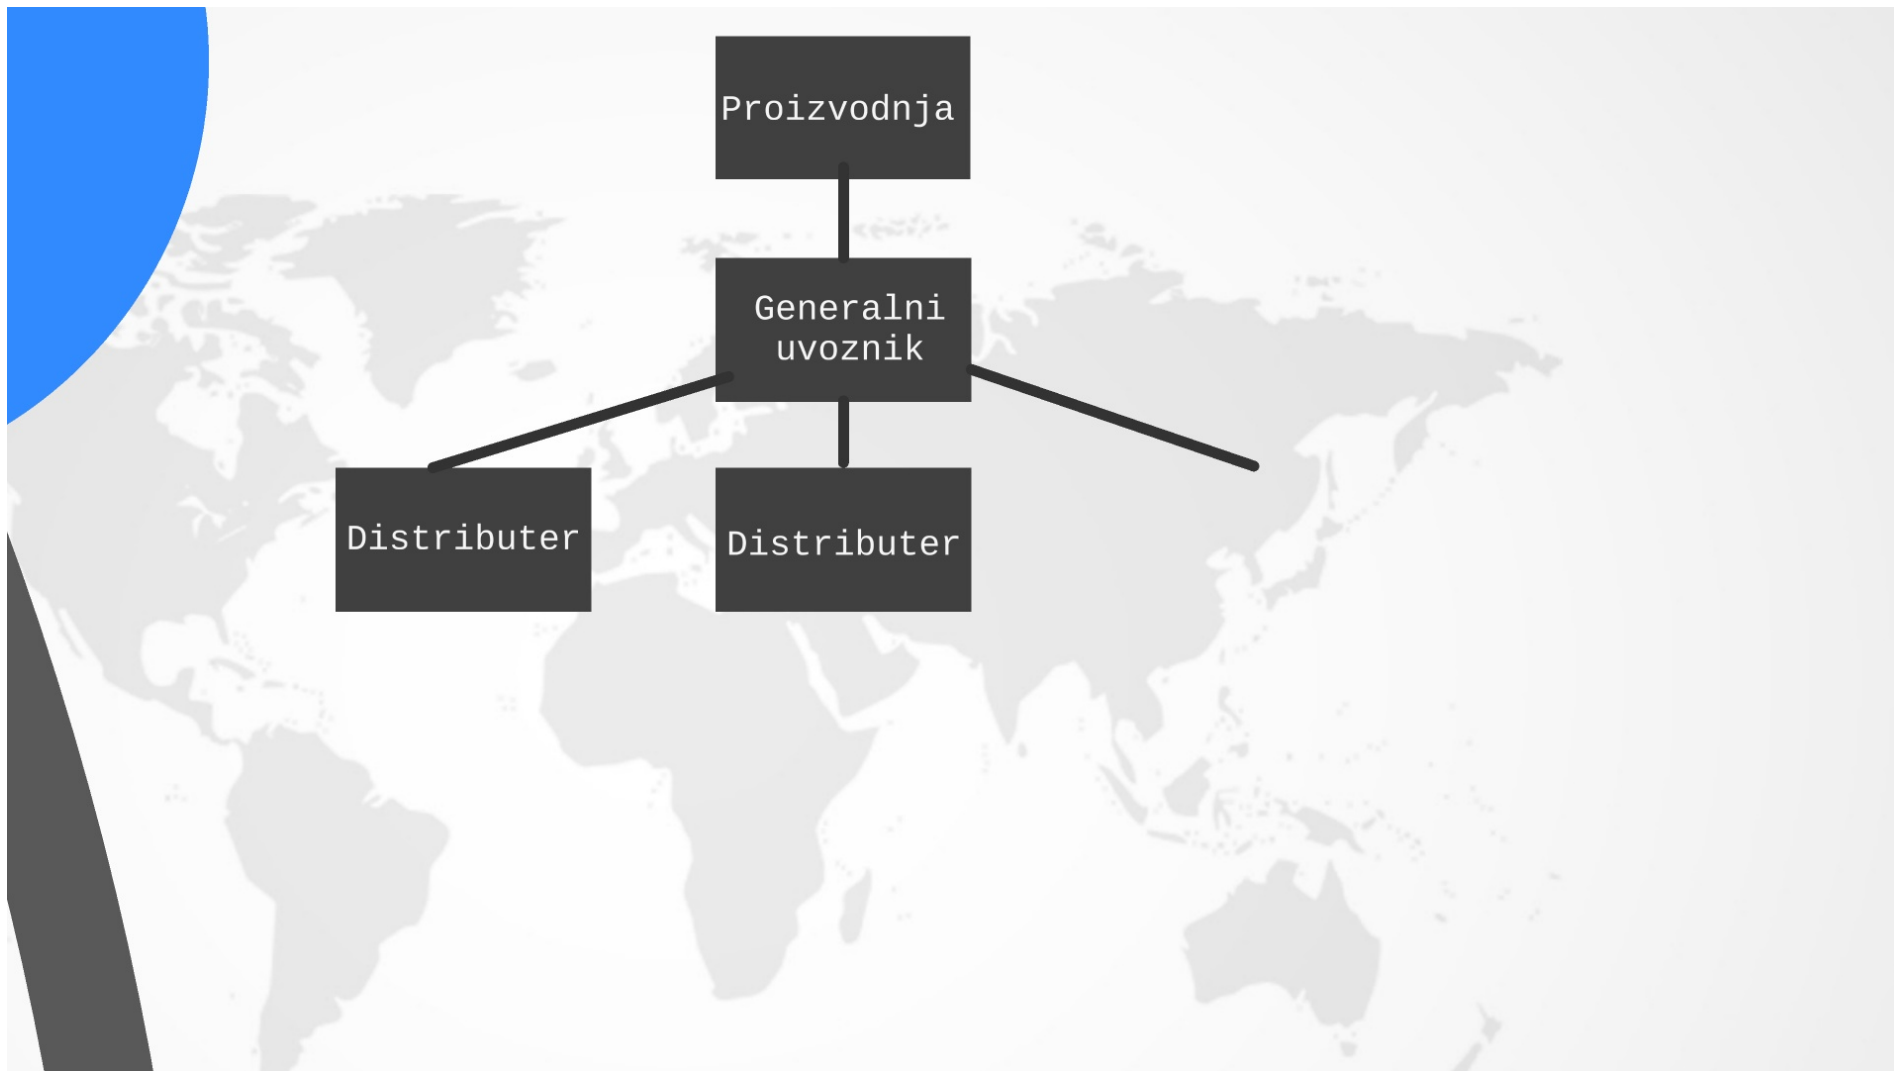 Proizvodnja
Generalni
uvoznik
Distributer
Distributer